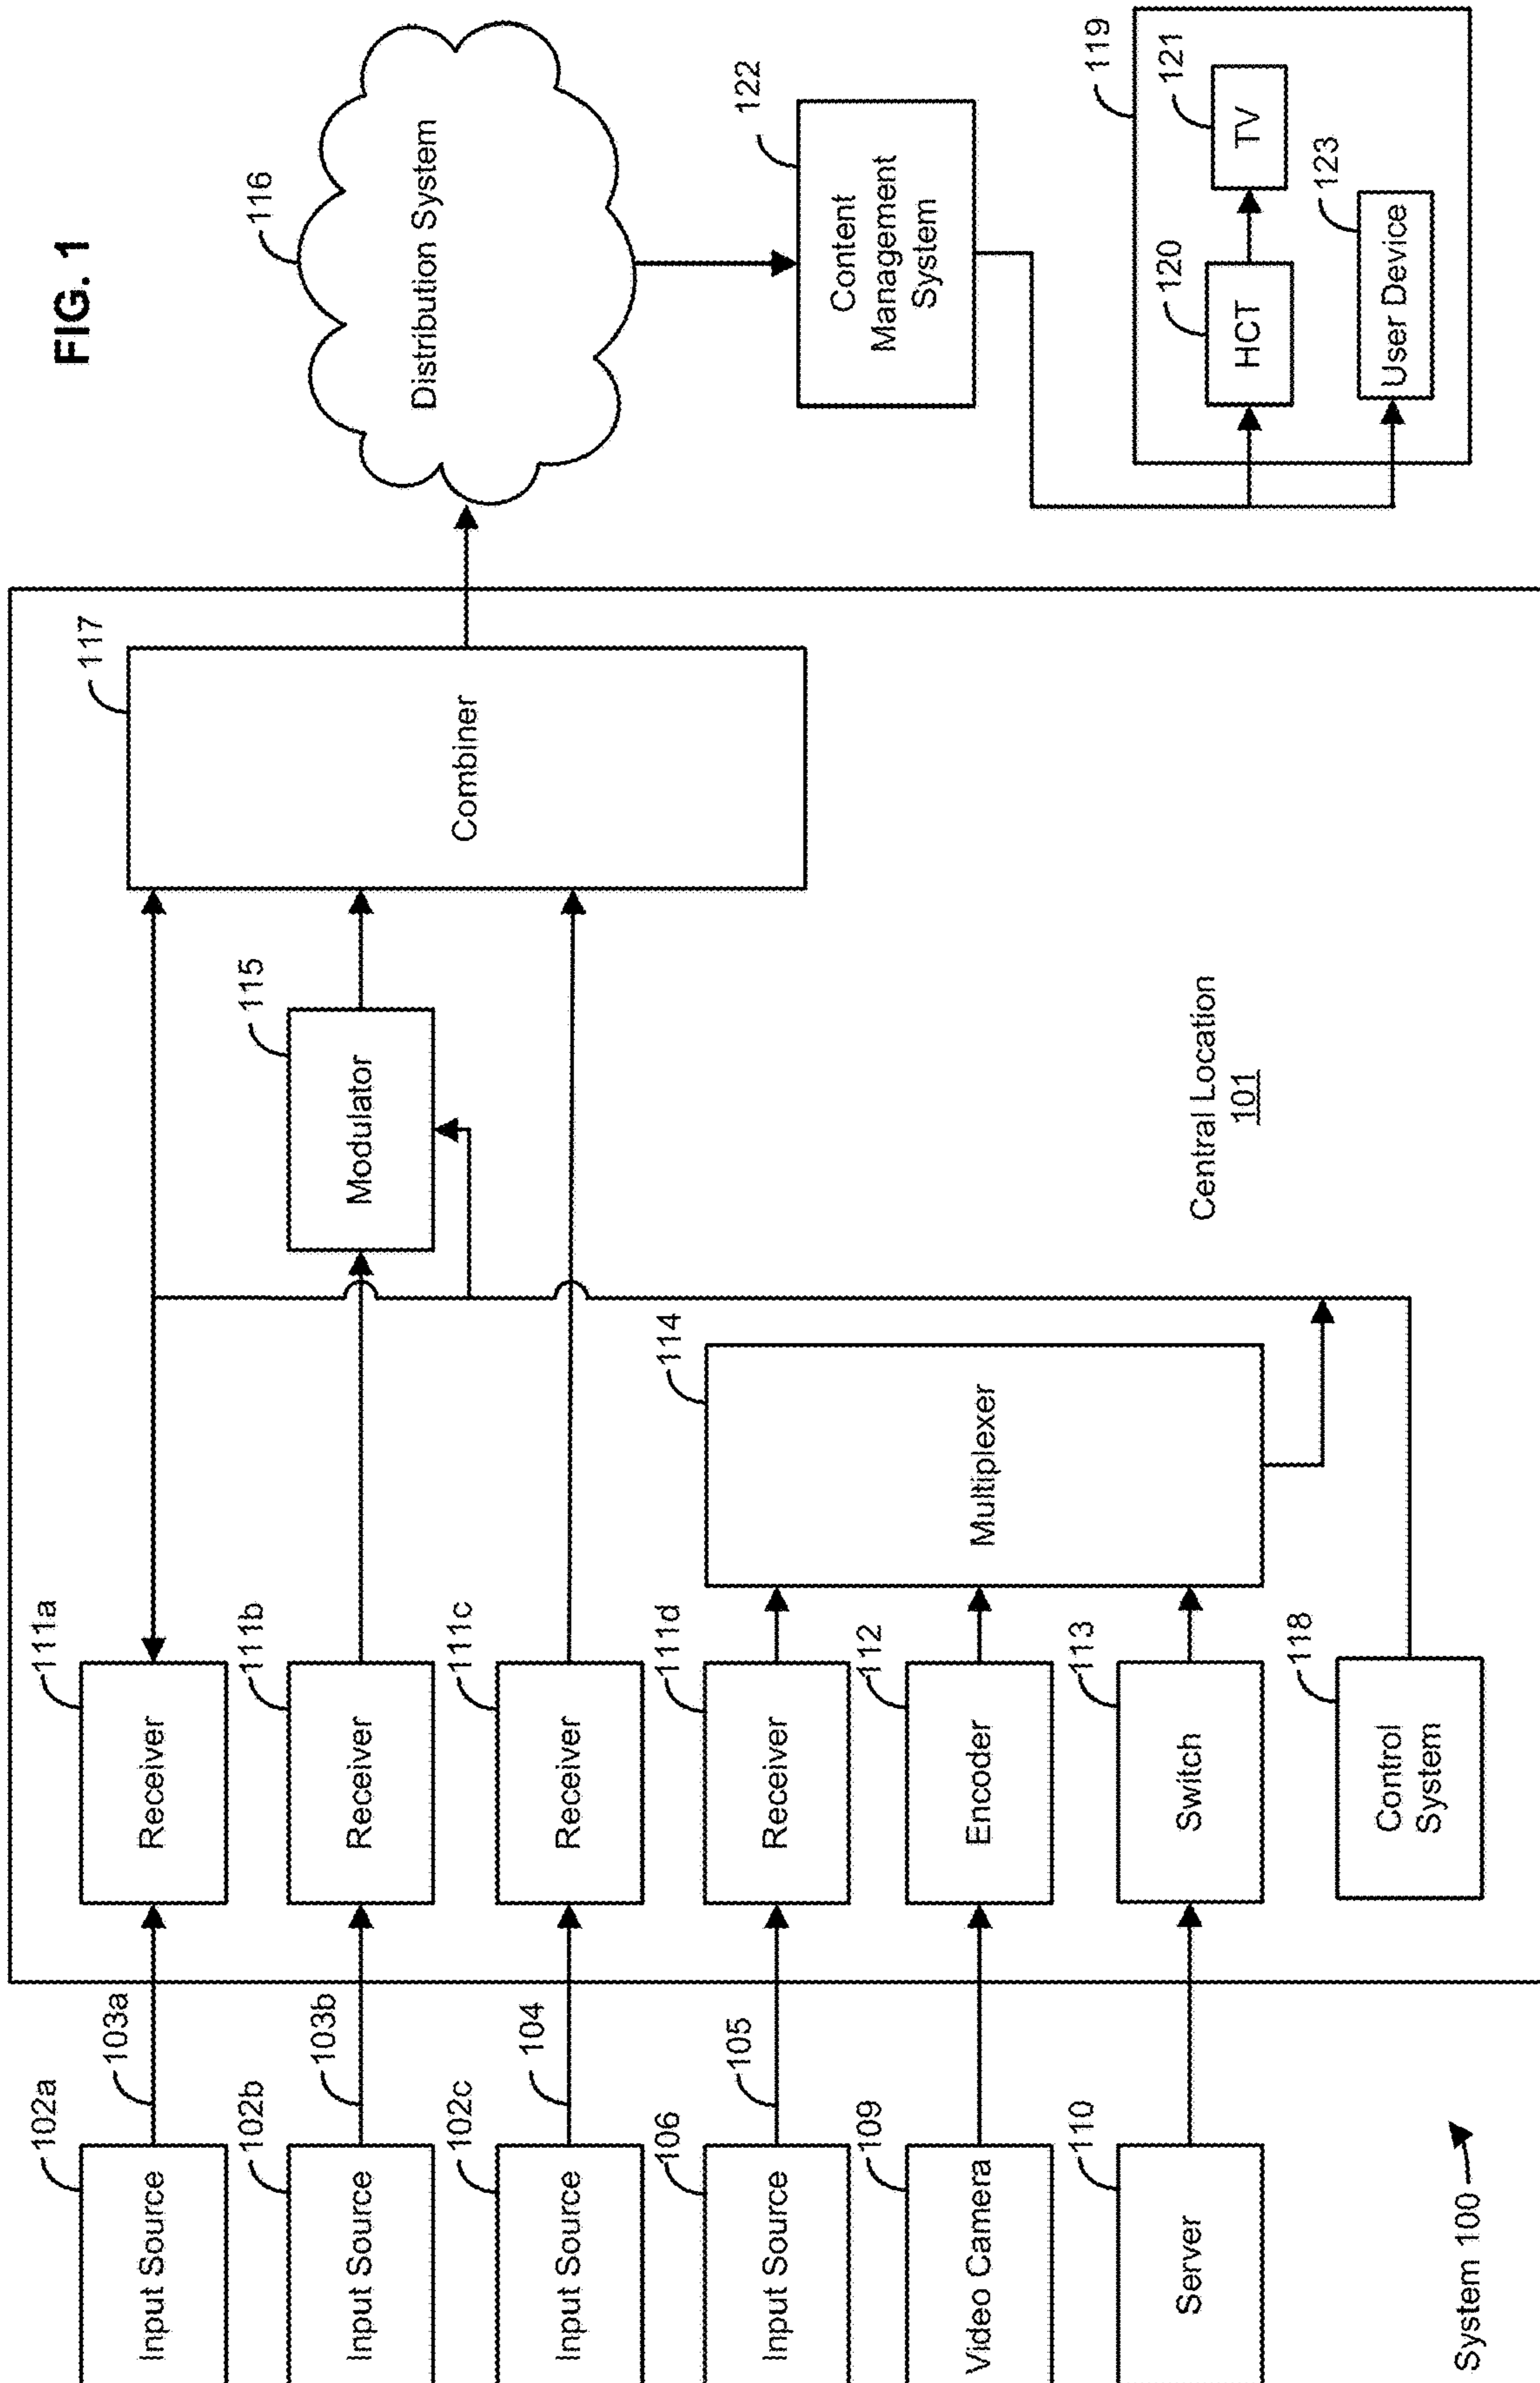 FIG. 1
102a
Input Source
103a
111a
Receiver
102b
Input Source
103b
111b
Receiver
115
Modulator
102c
Input Source
104
111c
Receiver
117
Combiner
116
Distribution System
106
Input Source
105
111d
Receiver
114
Multiplexer
109
Video Camera
112
Encoder
110
Server
113
Switch
118
Control
System
Central Location
101
122
Content
Management
System
119
120
HCT
121
TV
123
User Device
System 100